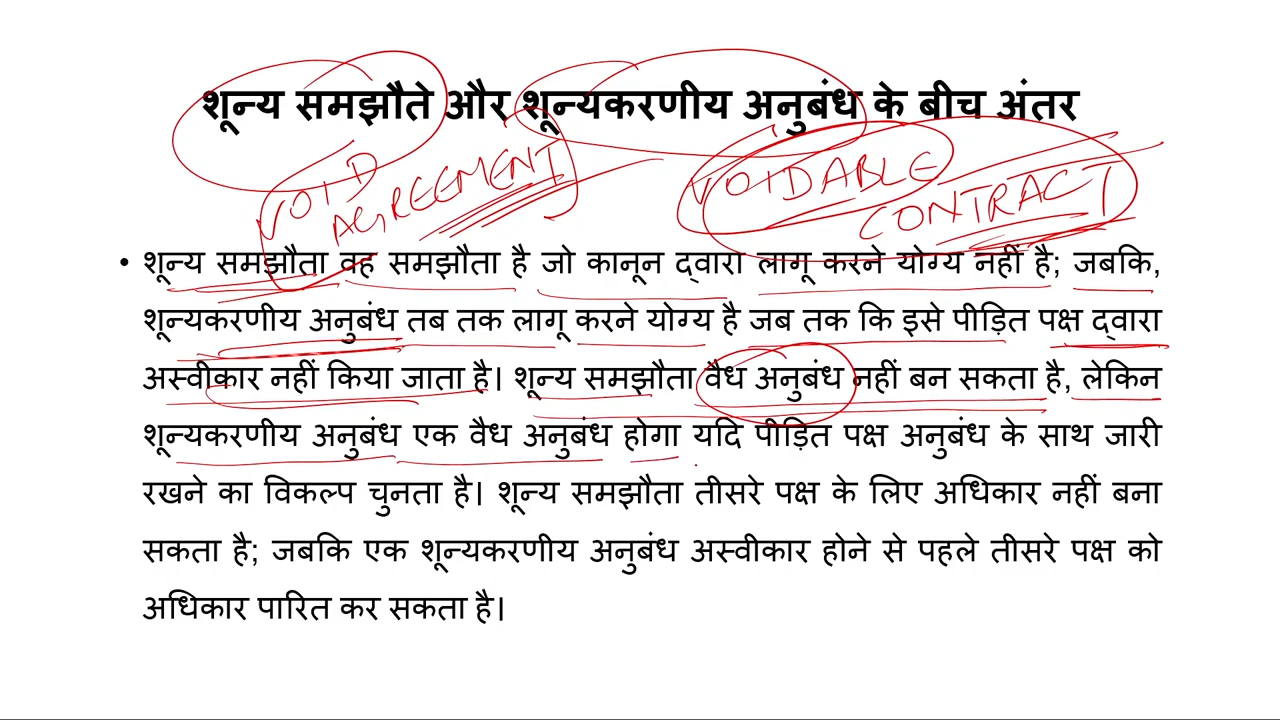 शून्य समझौते और शून्यकरणीय अनुबंध के बीच अंतर
VOID
AGREEMENT
VOIDABLE
CONTRACT
• शून्य समझौता वह समझौता है जो कानून द्वारा लागू करने योग्य नहीं है; जबकि,
शून्यकरणीय अनुबंध तब तक लागू करने योग्य है जब तक कि इसे पीड़ित पक्ष द्वारा
अस्वीकार नहीं किया जाता है। शून्य समझौता वैध अनुबंध नहीं बन सकता है, लेकिन
शून्यकरणीय अनुबंध एक वैध अनुबंध होगा यदि पीड़ित पक्ष अनुबंध के साथ जारी
रखने का विकल्प चुनता है। शून्य समझौता तीसरे पक्ष के लिए अधिकार नहीं बना
सकता है; जबकि एक शून्यकरणीय अनुबंध अस्वीकार होने से पहले तीसरे पक्ष को
अधिकार पारित कर सकता है।